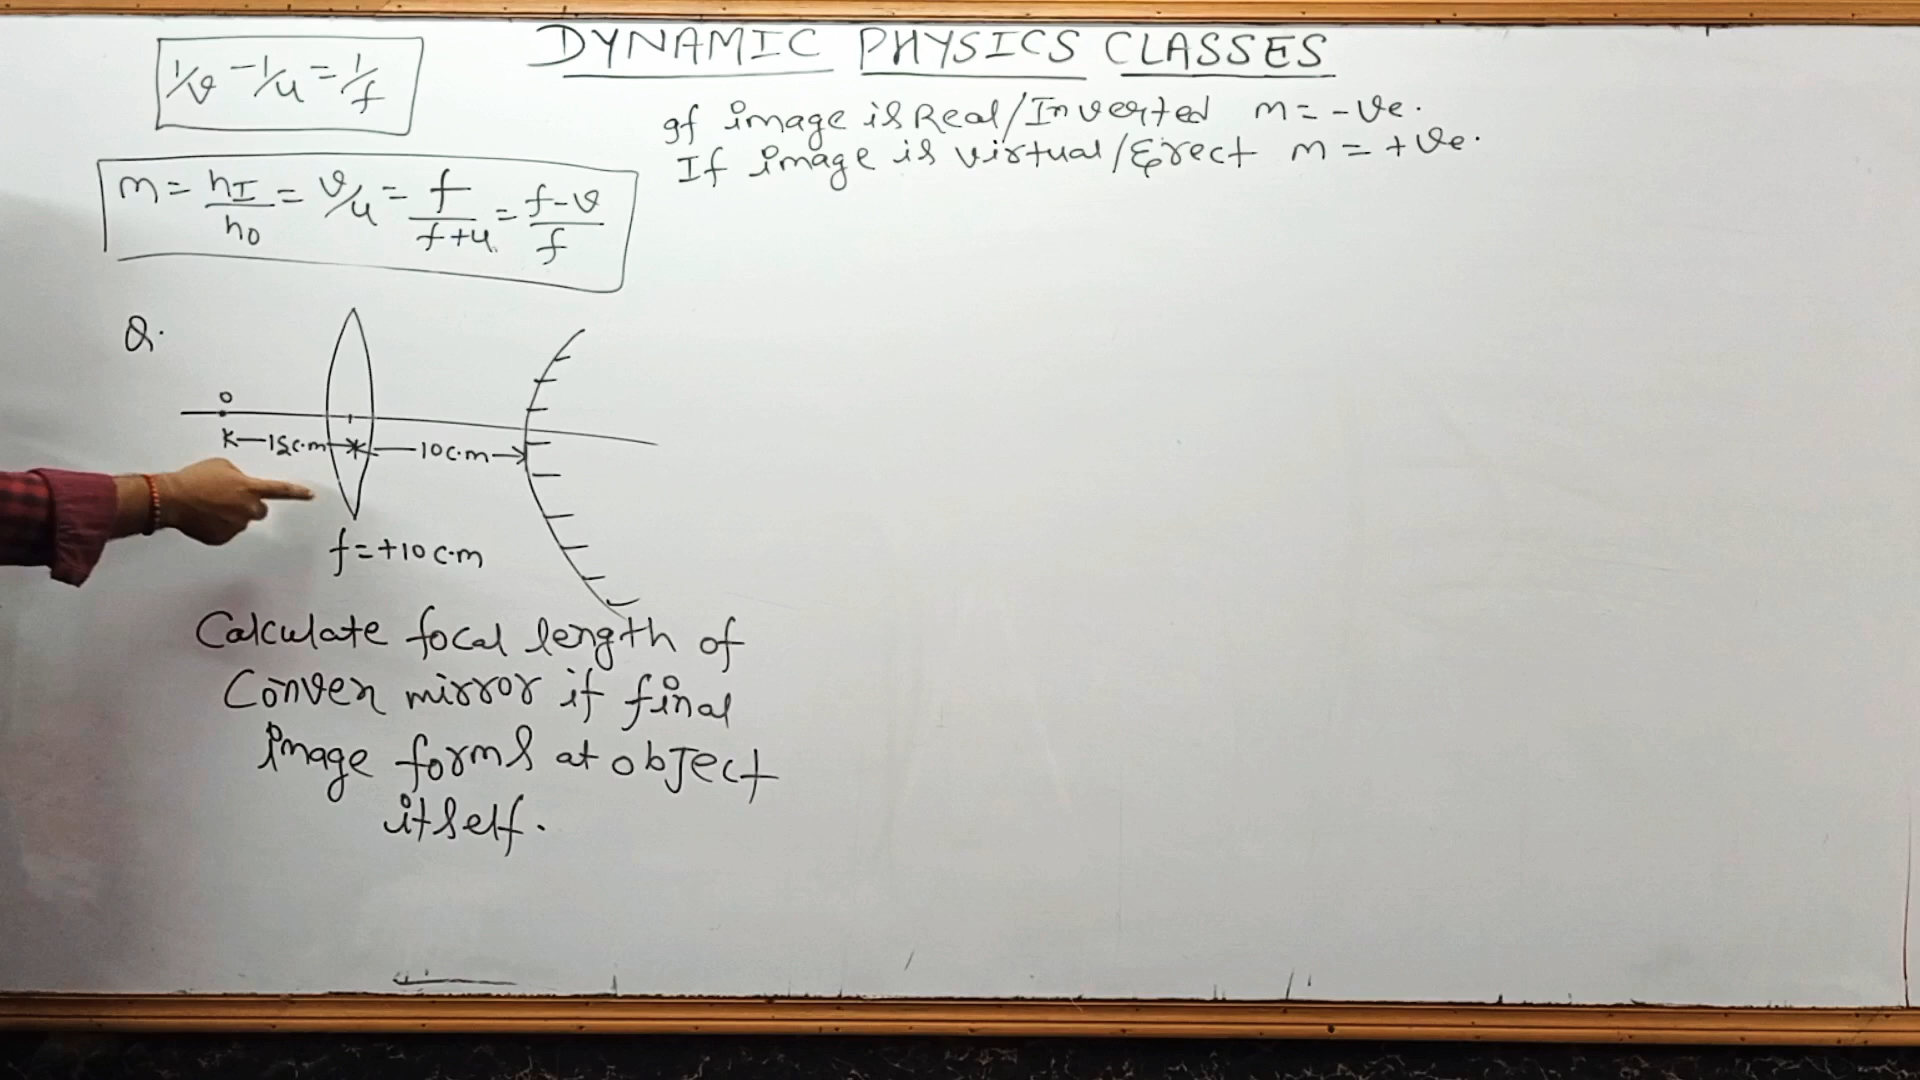 DYNAMIC PHYSICS CLASSES
1/v - 1/u = 1/f
If image is Real/Inverted m = -ve.
If image is virtual/Erect m = +ve.
m = hI/hO = v/u = f/f+u = f-v/f
Q.
O
15c.m 10c.m
f=+10c.m
Calculate focal length of
Convex mirror if final
image forms at object
itself.